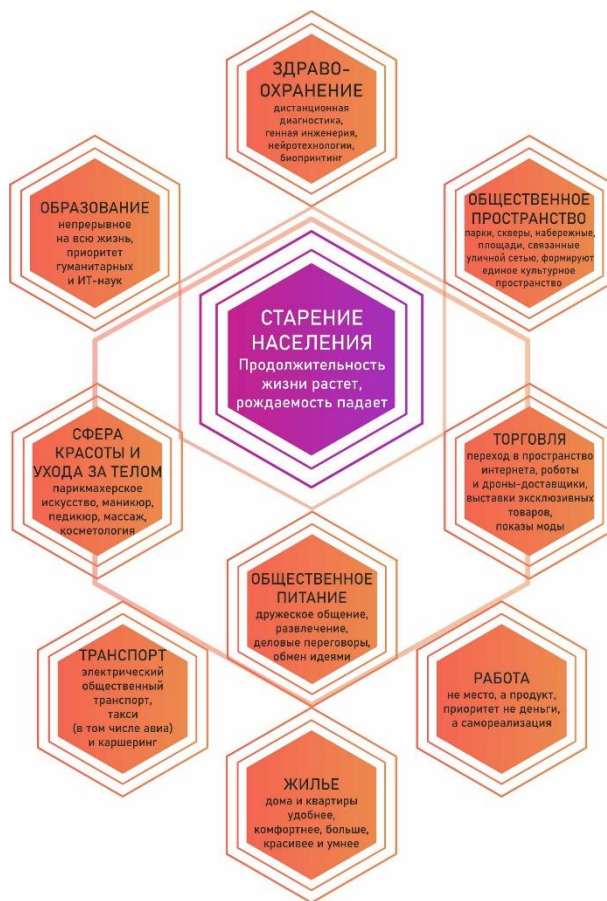 ЗДРАВО-
ОХРАНЕНИЕ
дистанционная
диагностика,
генная инженерия,
нейротехнологии,
биопринтинг
ОБРАЗОВАНИЕ
непрерывное
на всю жизнь,
приоритет
гуманитарных
и ИТ-наук
ОБЩЕСТВЕННОЕ
ПРОСТРАНСТВО
парки, скверы, набережные,
площади, связанные
уличной сетью, формируют
единое культурное
пространство
СТАРЕНИЕ
НАСЕЛЕНИЯ
Продолжительность
жизни растет,
рождаемость падает
СФЕРА
КРАСОТЫ И
УХОДА ЗА ТЕЛОМ
парикмахерское
искусство, маникюр,
педикюр, массаж,
косметология
ТОРГОВЛЯ
переход в пространство
интернета, роботы
и дроны-доставщики,
выставки эксклюзивных
товаров,
показы моды
ОБЩЕСТВЕННОЕ
ПИТАНИЕ
дружеское общение,
развлечение,
деловые переговоры,
обмен идеями
ТРАНСПОРТ
электрический
общественный
транспорт,
такси
(в том числе авиа)
и каршеринг
РАБОТА
не место, а продукт,
приоритет не деньги,
а самореализация
ЖИЛЬЕ
дома и квартиры
удобнее,
комфортнее, больше,
красивее и умнее